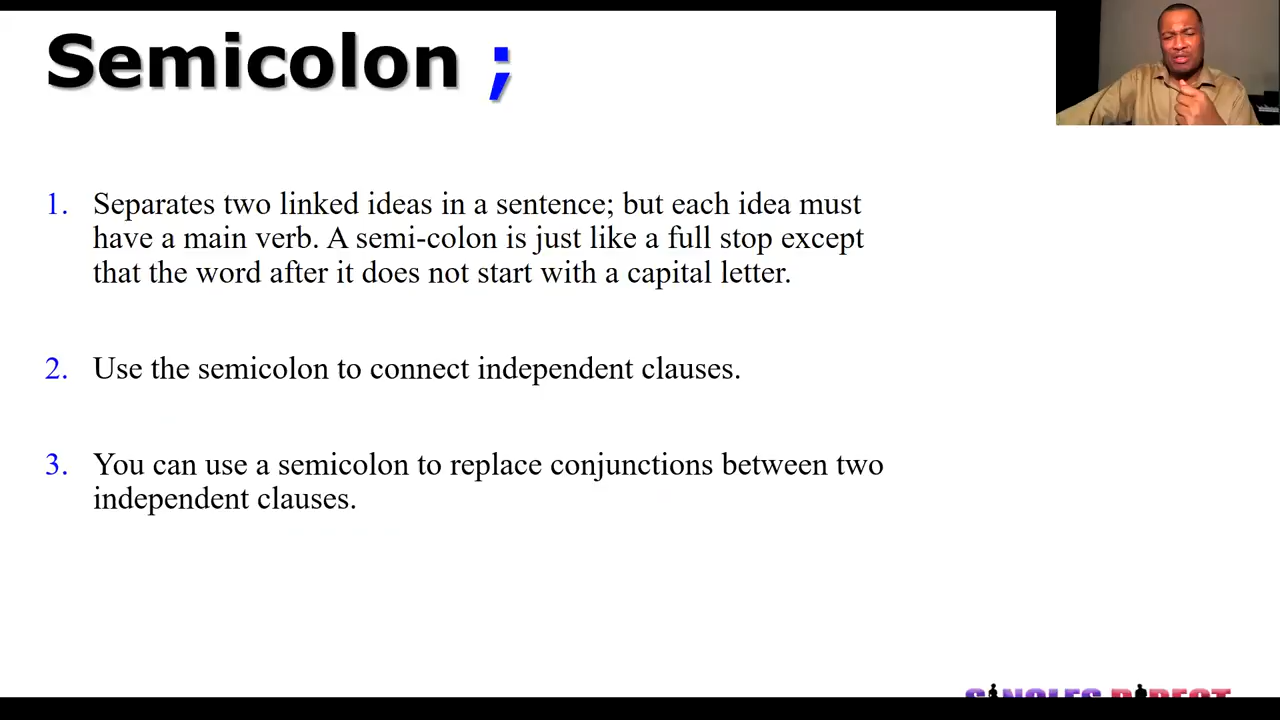 Semicolon ;
1. Separates two linked ideas in a sentence; but each idea must
have a main verb. A semi-colon is just like a full stop except
that the word after it does not start with a capital letter.
2. Use the semicolon to connect independent clauses.
3. You can use a semicolon to replace conjunctions between two
independent clauses.
SINGLES DIRECT